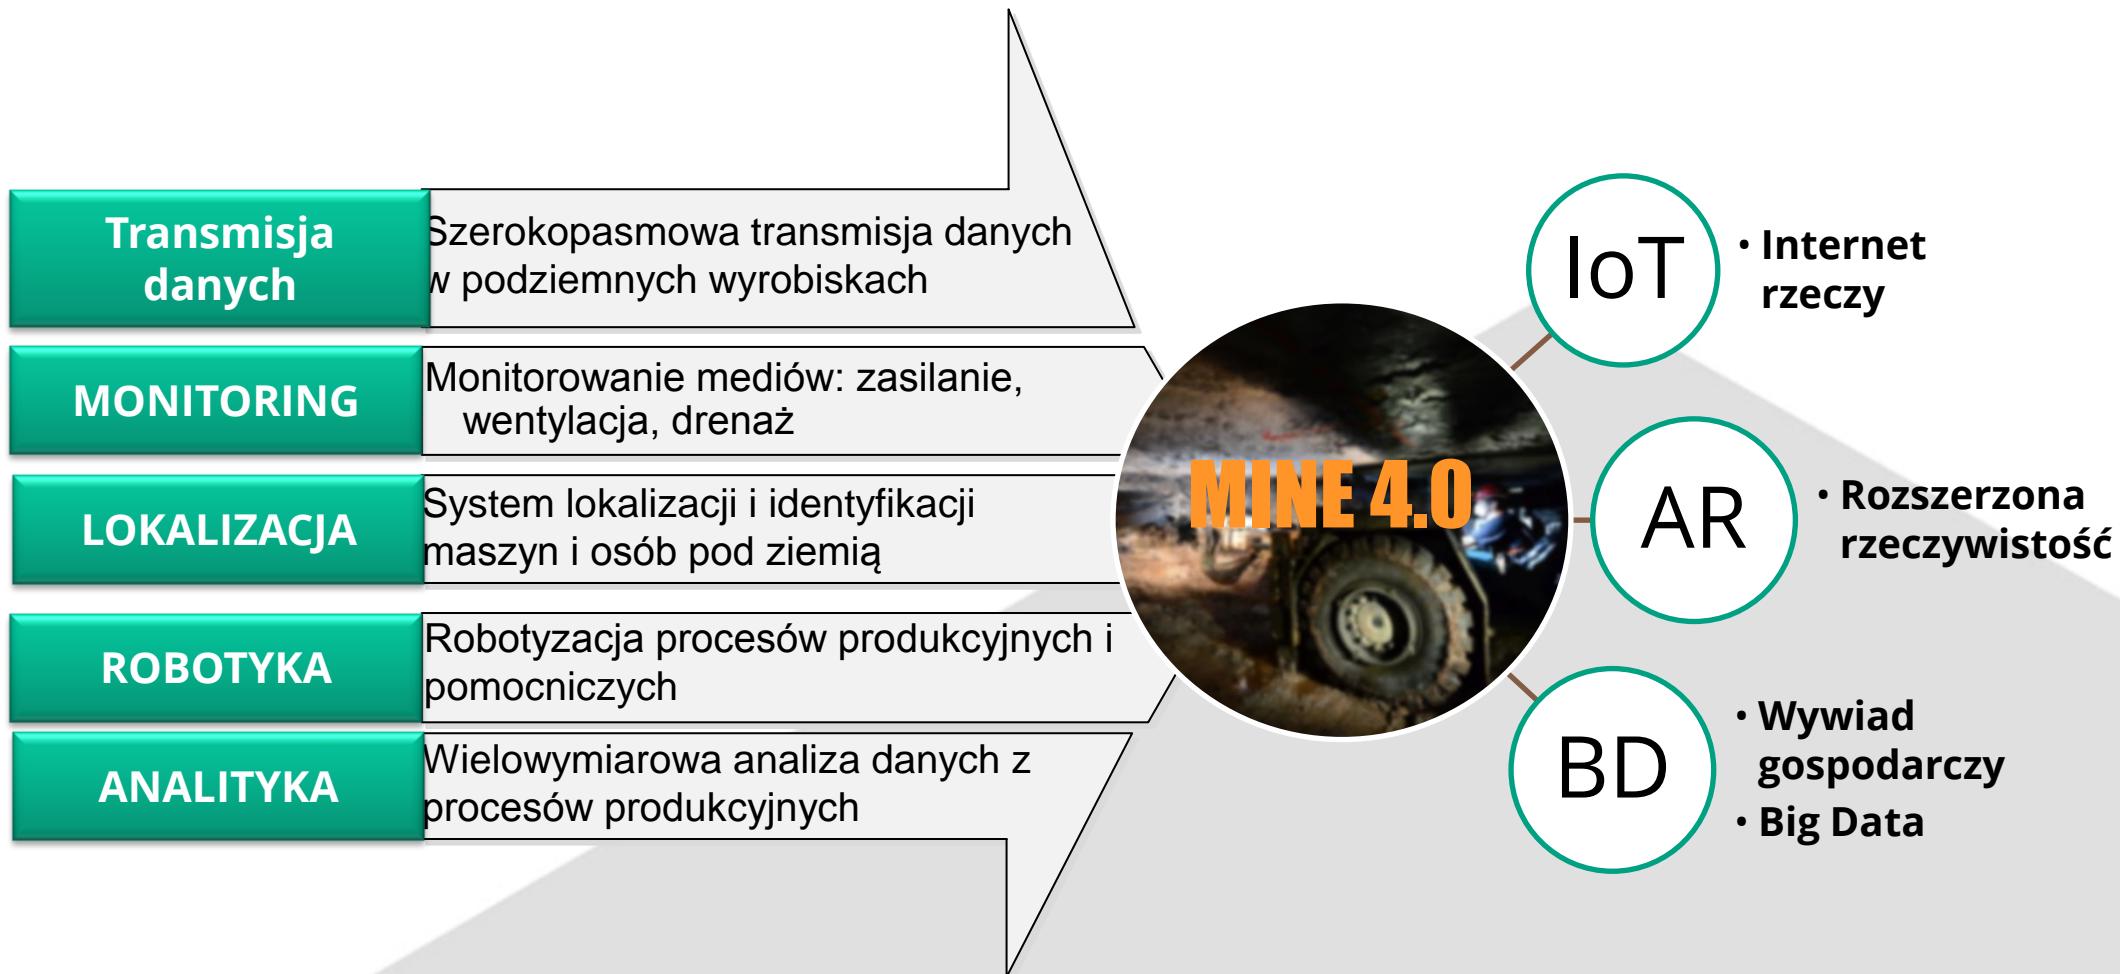 Transmisja
danych
Szerokopasmowa transmisja danych
w podziemnych wyrobiskach
MONITORING
Monitorowanie mediów: zasilanie,
wentylacja, drenaż
LOKALIZACJA
System lokalizacji i identyfikacji
maszyn i osób pod ziemią
ROBOTYKA
Robotyzacja procesów produkcyjnych i
pomocniczych
ANALITYKA
Wielowymiarowa analiza danych z
procesów produkcyjnych
MINE 4.0
IoT
• Internet
rzeczy
AR
• Rozszerzona
rzeczywistość
BD
• Wywiad
gospodarczy
• Big Data